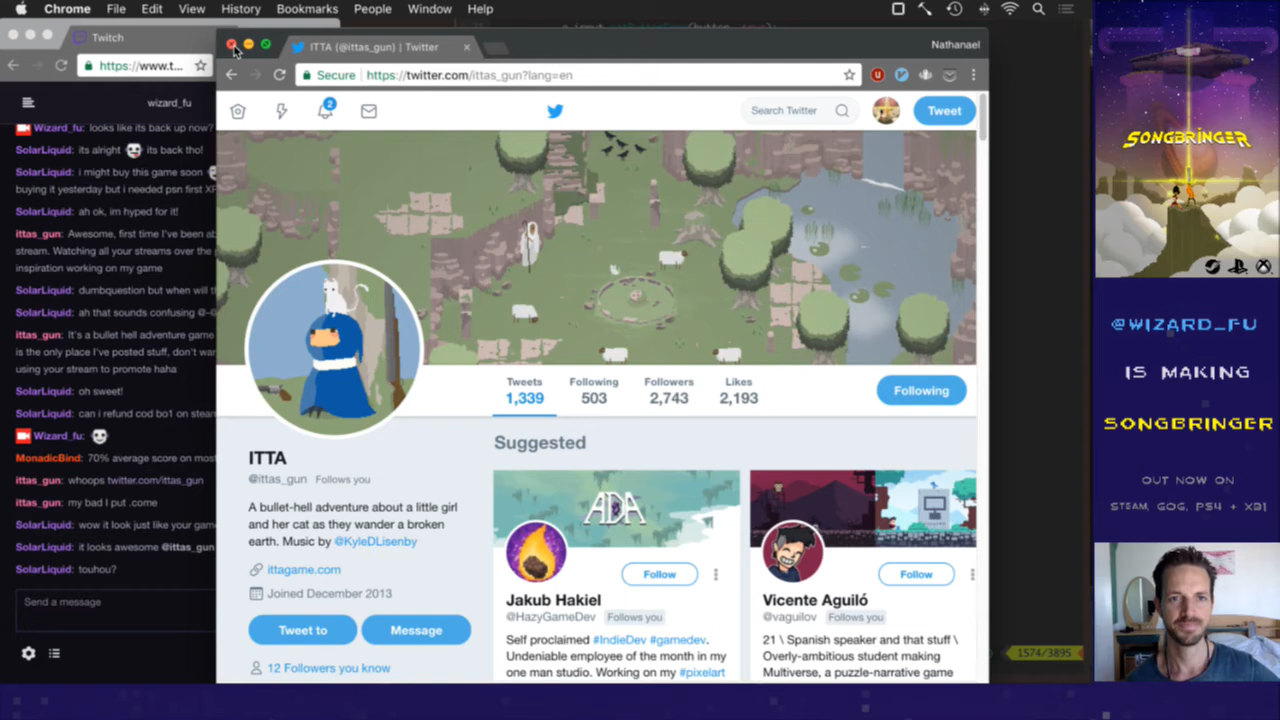 Chrome File Edit View History Bookmarks People Window Help
Twitch
https://www.t...
wizard_fu
Wizard_fu: looks like its back up now?
SolarLiquid: its alright its back tho!
SolarLiquid: i might buy this game soon
buying it yesterday but i needed psn first
SolarLiquid: ah ok, im hyped for it!
ittas_gun: Awesome, first time I've been
stream. Watching all your streams over the
inspiration working on my game
SolarLiquid: dumbquestion but when will
SolarLiquid: ah that sounds confusing
ittas_gun: It's a bullet hell adventure game
is the only place I've posted stuff, don't
using your stream to promote haha
SolarLiquid: oh sweet!
SolarLiquid: can i refund cod bo1 on
Wizard_fu:
MonadicBind: 70% average score on
ittas_gun: whoops twitter.com/ittas_gun
ittas_gun: my bad I put .come
SolarLiquid: wow it look just like your
SolarLiquid: it looks awesome @ittas_gun
SolarLiquid: touhou?
Send a message
ITTA (@ittas_gun) | Twitter
Nathanael
Secure https://twitter.com/ittas_gun?lang=en
2
Search Twitter
Tweet
Tweets Following Followers Likes
1,339 503 2,743 2,193
Following
ITTA
@ittas_gun Follows you
A bullet-hell adventure about a little girl
and her cat as they wander a broken
earth. Music by @KyleDLisenby
ittagame.com
Joined December 2013
Tweet to Message
12 Followers you know
Suggested
ADA
Follow
Jakub Hakiel
@HazyGameDev Follows you
Self proclaimed #IndieDev #gamedev.
Undeniable employee of the month in my
one man studio. Working on my #pixelart
Follow
Vicente Aguiló
@vaguilov Follows you
21 \ Spanish speaker and that stuff \
Overly-ambitious student making
Multiverse, a puzzle-narrative game
1574/3895
SONGBRINGER
@WIZARD_FU
IS MAKING
SONGBRINGER
OUT NOW ON
STEAM, GOG, PS4 + XB1